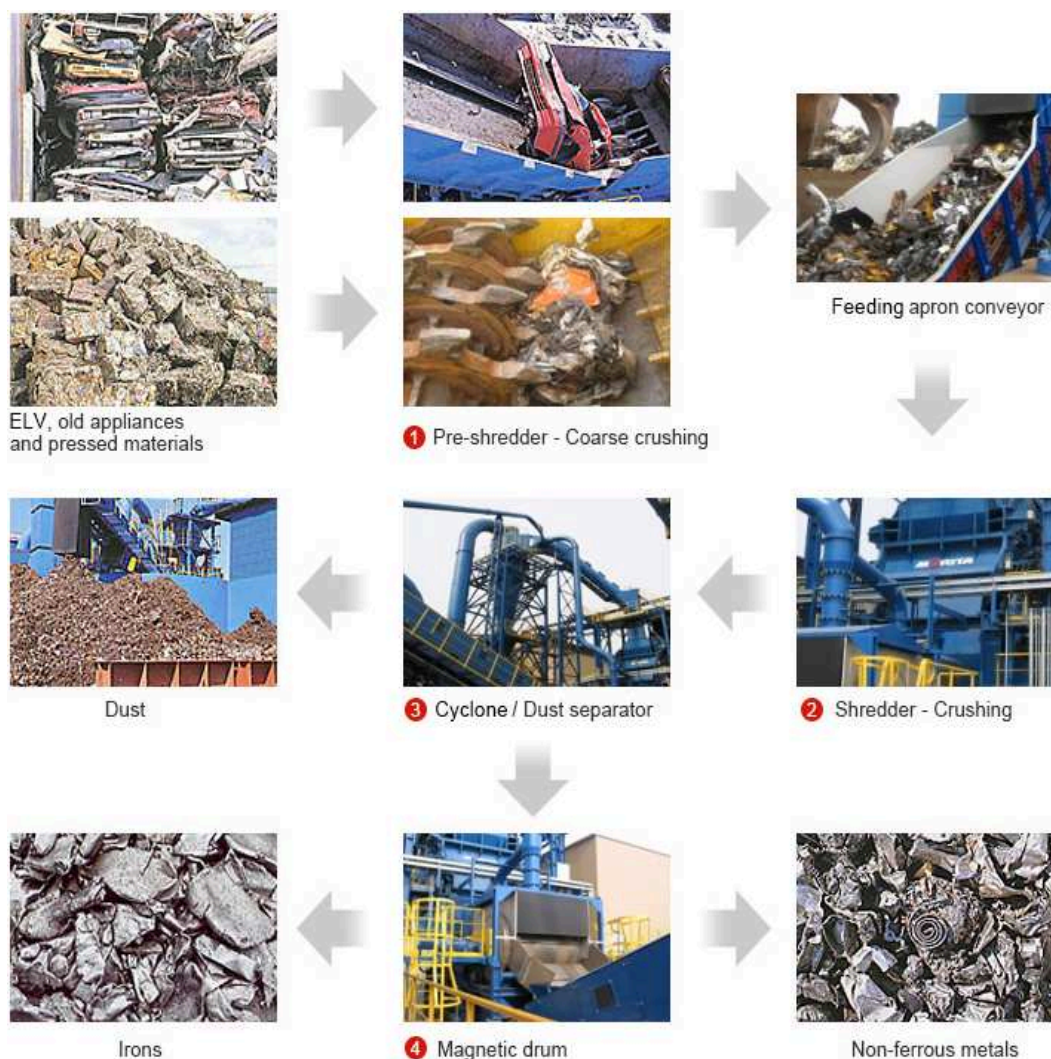 Feeding apron conveyor
ELV, old appliances
and pressed materials
1 Pre-shredder - Coarse crushing
MORITA
Dust
3 Cyclone / Dust separator
2 Shredder - Crushing
Irons
4 Magnetic drum
Non-ferrous metals